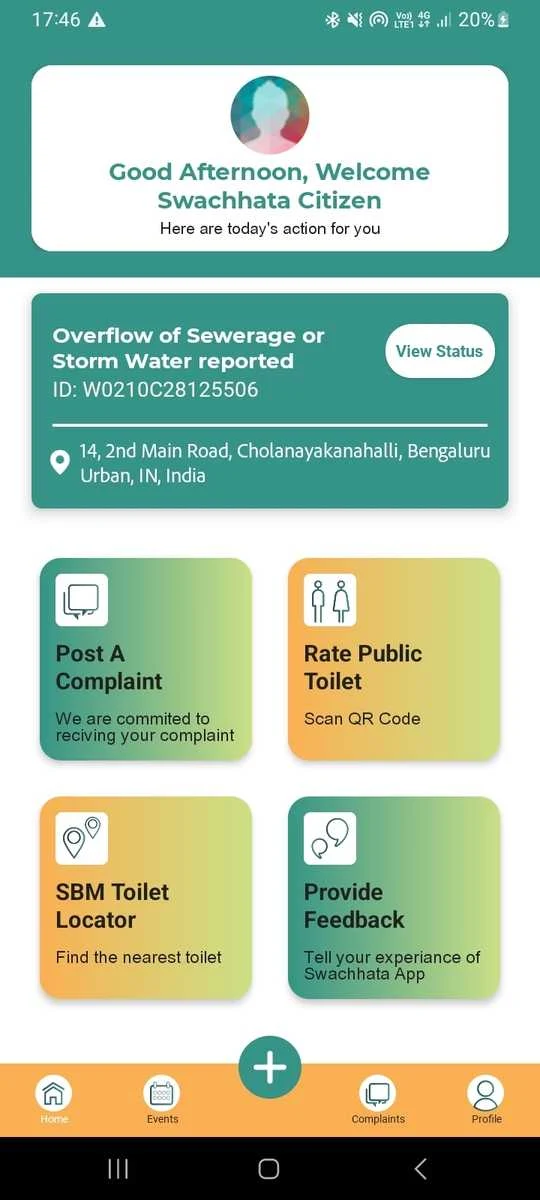 17:46
Vo)) 4G
LTE1
20%
Good Afternoon, Welcome
Swachhata Citizen
Here are today's action for you
Overflow of Sewerage or
Storm Water reported
ID: W0210C28125506
View Status
14, 2nd Main Road, Cholanayakanahalli, Bengaluru
Urban, IN, India
Post A
Complaint
We are commited to
reciving your complaint
Rate Public
Toilet
Scan QR Code
SBM Toilet
Locator
Find the nearest toilet
Provide
Feedback
Tell your experiance of
Swachhata App
Home
Events
Complaints
Profile